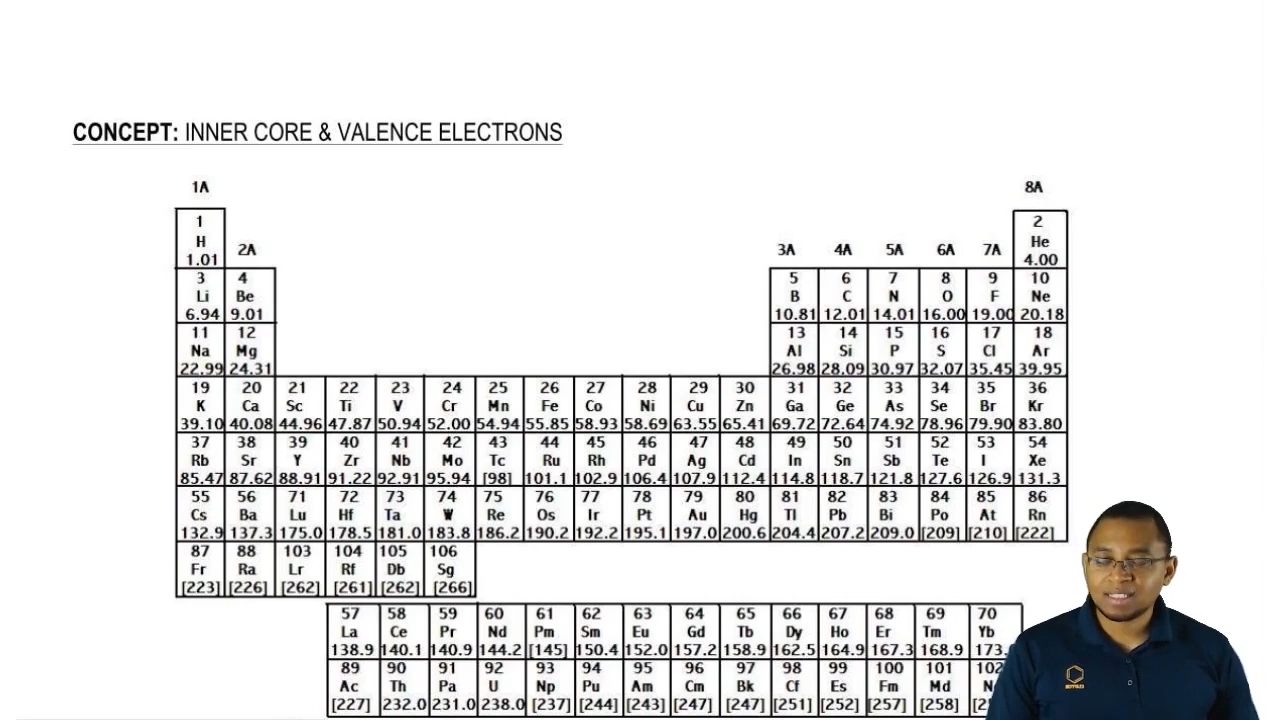 CONCEPT: INNER CORE & VALENCE ELECTRONS
1A 8A
1 2
H 2A 3A 4A 5A 6A 7A He
1.01 4.00
3 4 5 6 7 8 9 10
Li Be B C N O F Ne
6.94 9.01 10.81 12.01 14.01 16.00 19.00 20.18
11 12 13 14 15 16 17 18
Na Mg Al Si P S Cl Ar
22.99 24.31 26.98 28.09 30.97 32.07 35.45 39.95
19 20 21 22 23 24 25 26 27 28 29 30 31 32 33 34 35 36
K Ca Sc Ti V Cr Mn Fe Co Ni Cu Zn Ga Ge As Se Br Kr
39.10 40.08 44.96 47.87 50.94 52.00 54.94 55.85 58.93 58.69 63.55 65.41 69.72 72.64 74.92 78.96 79.90 83.80
37 38 39 40 41 42 43 44 45 46 47 48 49 50 51 52 53 54
Rb Sr Y Zr Nb Mo Tc Ru Rh Pd Ag Cd In Sn Sb Te I Xe
85.47 87.62 88.91 91.22 92.91 95.94 [98] 101.1 102.9 106.4 107.9 112.4 114.8 118.7 121.8 127.6 126.9 131.3
55 56 71 72 73 74 75 76 77 78 79 80 81 82 83 84 85 86
Cs Ba Lu Hf Ta W Re Os Ir Pt Au Hg Tl Pb Bi Po At Rn
132.9 137.3 175.0 178.5 181.0 183.8 186.2 190.2 192.2 195.1 197.0 200.6 204.4 207.2 209.0 [209] [210] [222]
87 88 103 104 105 106
Fr Ra Lr Rf Db Sg
[223] [226] [262] [261] [262] [266]
57 58 59 60 61 62 63 64 65 66 67 68 69 70
La Ce Pr Nd Pm Sm Eu Gd Tb Dy Ho Er Tm Yb
138.9 140.1 140.9 144.2 [145] 150.4 152.0 157.2 158.9 162.5 164.9 167.3 168.9 173.
89 90 91 92 93 94 95 96 97 98 99 100 101 102
Ac Th Pa U Np Pu Am Cm Bk Cf Es Fm Md
[227] 232.0 231.0 238.0 [237] [244] [243] [247] [247] [251] [252] [257] [258]